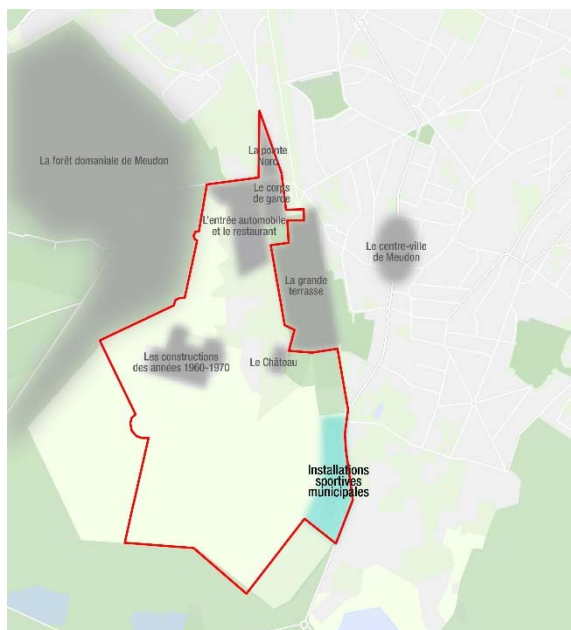 La pointe
Nord
La forêt domaniale de Meudon
Le corps
de garde
L'entrée automobile
et le restaurant
Le centre-ville
de Meudon
La grande
terrasse
Les constructions
des années 1960-1970
Le Château
Installations
sportives
municipales